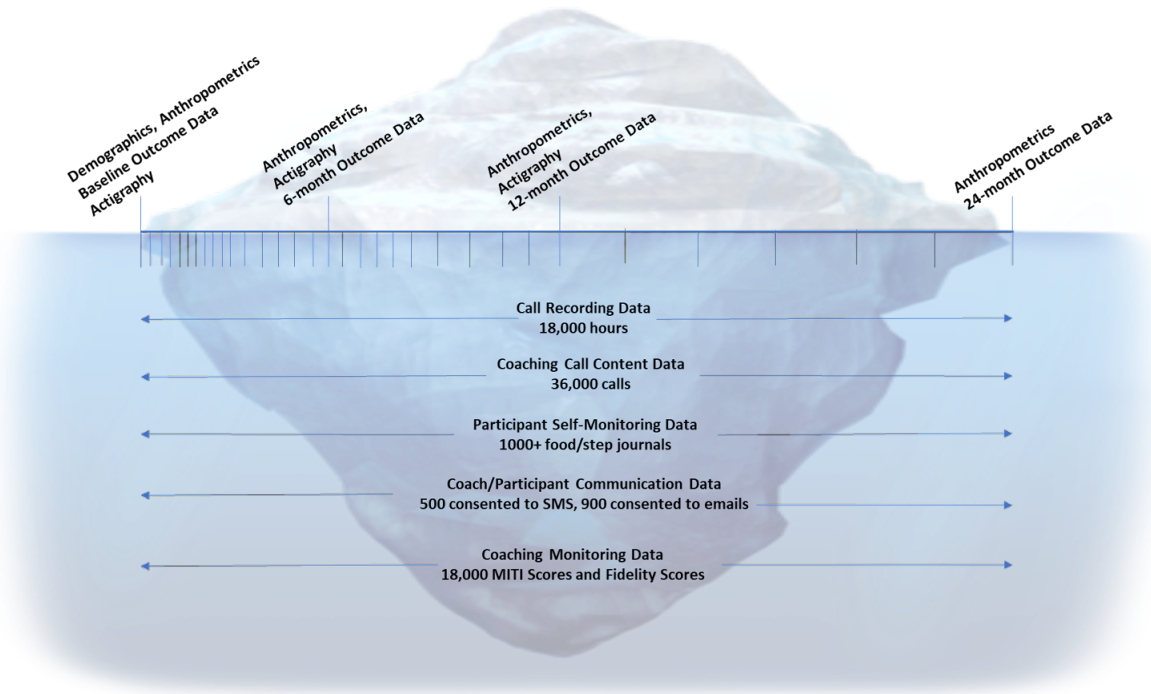 Demographics, Anthropometrics
Baseline Outcome Data
Actigraphy
Anthropometrics,
Actigraphy
6-month Outcome Data
Anthropometrics,
Actigraphy
12-month Outcome Data
Anthropometrics
24-month Outcome Data
Call Recording Data
18,000 hours
Coaching Call Content Data
36,000 calls
Participant Self-Monitoring Data
1000+ food/step journals
Coach/Participant Communication Data
500 consented to SMS, 900 consented to emails
Coaching Monitoring Data
18,000 MITI Scores and Fidelity Scores